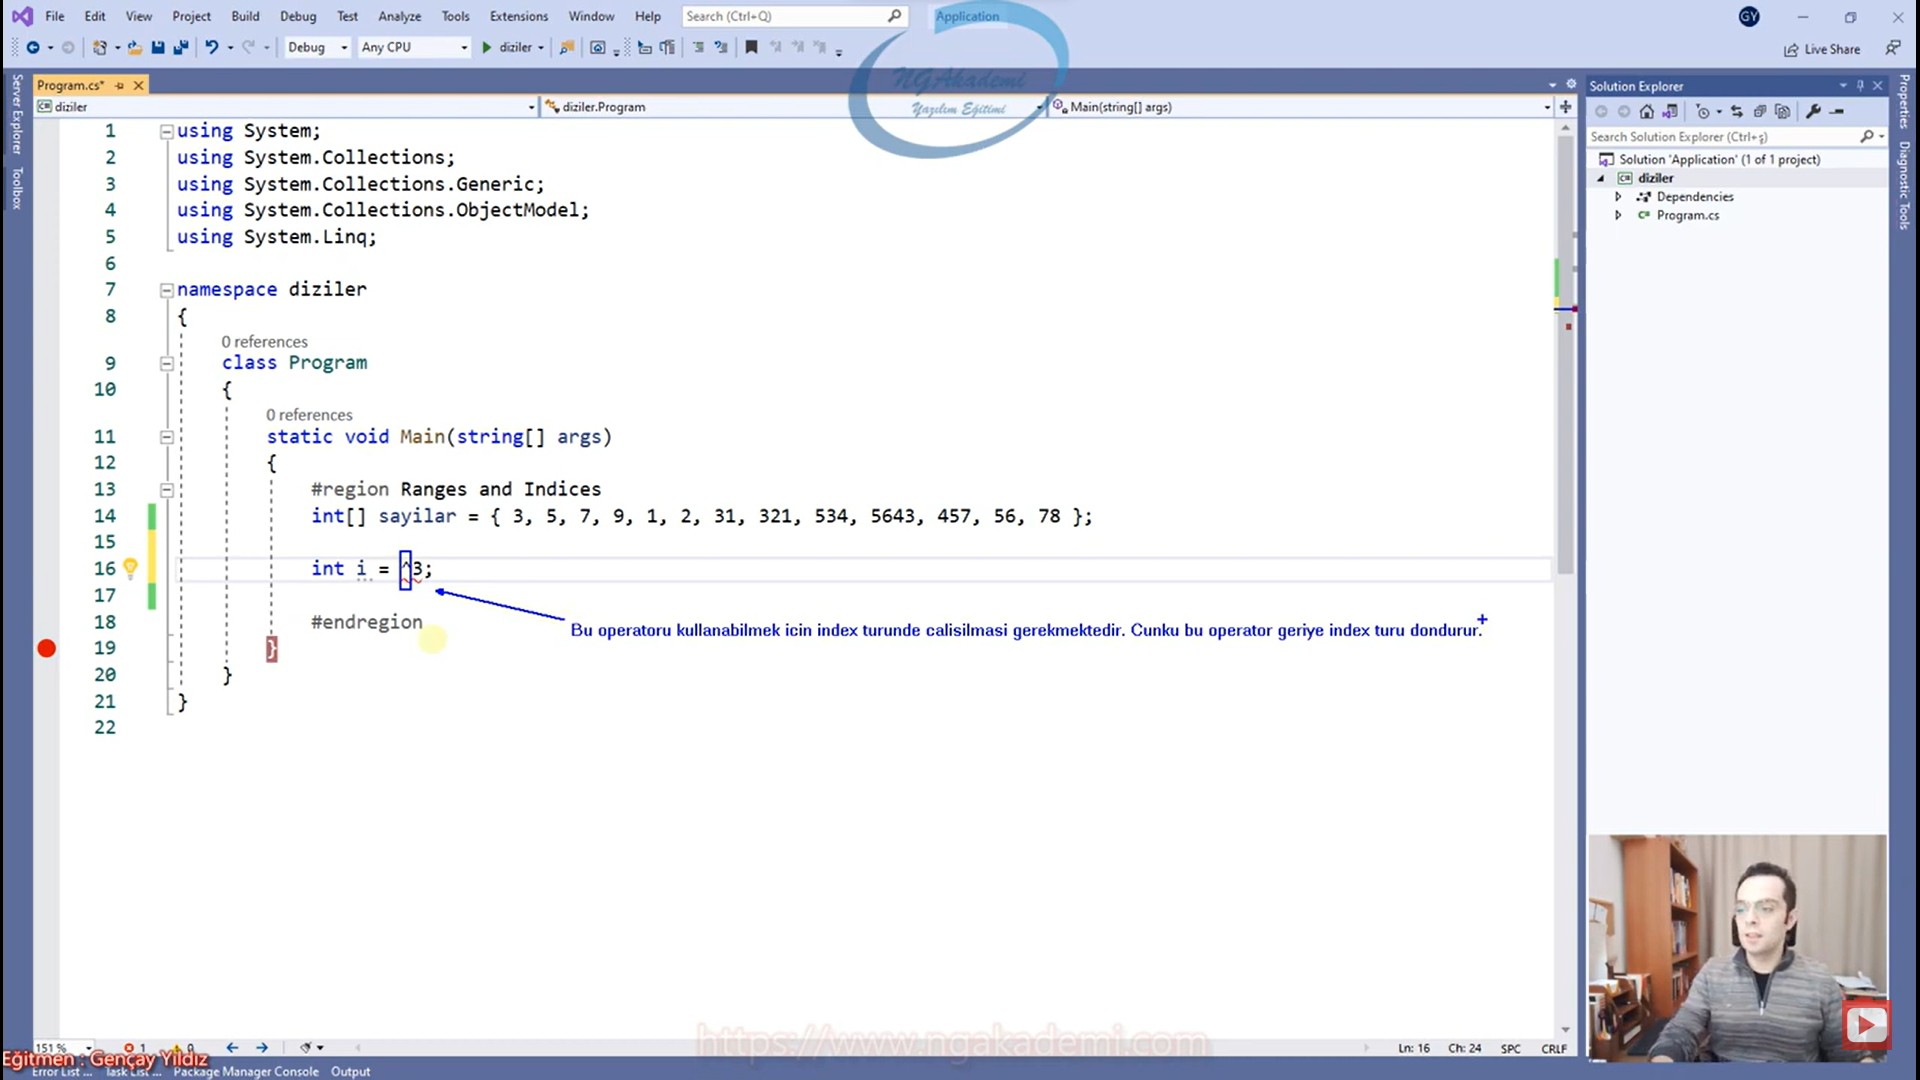 File Edit View Project Build Debug Test Analyze Tools Extensions Window Help Search (Ctrl+Q) Application GY
Debug Any CPU diziler Live Share
NGAkademi
Yazılım Eğitimi
Server Explorer
Toolbox
Program.cs*
diziler diziler.Program Main(string[] args)
1 using System;
2 using System.Collections;
3 using System.Collections.Generic;
4 using System.Collections.ObjectModel;
5 using System.Linq;
6
7 namespace diziler
8 {
0 references
9 class Program
10 {
0 references
11 static void Main(string[] args)
12 {
13 #region Ranges and Indices
14 int[] sayilar = { 3, 5, 7, 9, 1, 2, 31, 321, 534, 5643, 457, 56, 78 };
15
16 int i = ^3;
17
18 #endregion
Bu operatoru kullanabilmek icin index turunde calisilmasi gerekmektedir. Cunku bu operator geriye index turu dondurur.
19 }
20 }
21 }
22
Solution Explorer
Search Solution Explorer (Ctrl+ş)
Solution 'Application' (1 of 1 project)
diziler
Dependencies
Program.cs
Properties
Diagnostic Tools
151 % 1 0 Ln: 16 Ch: 24 SPC CRLF
https://www.ngakademi.com
Eğitmen : Gençay Yıldız
Error List ... Task List ... Package Manager Console Output